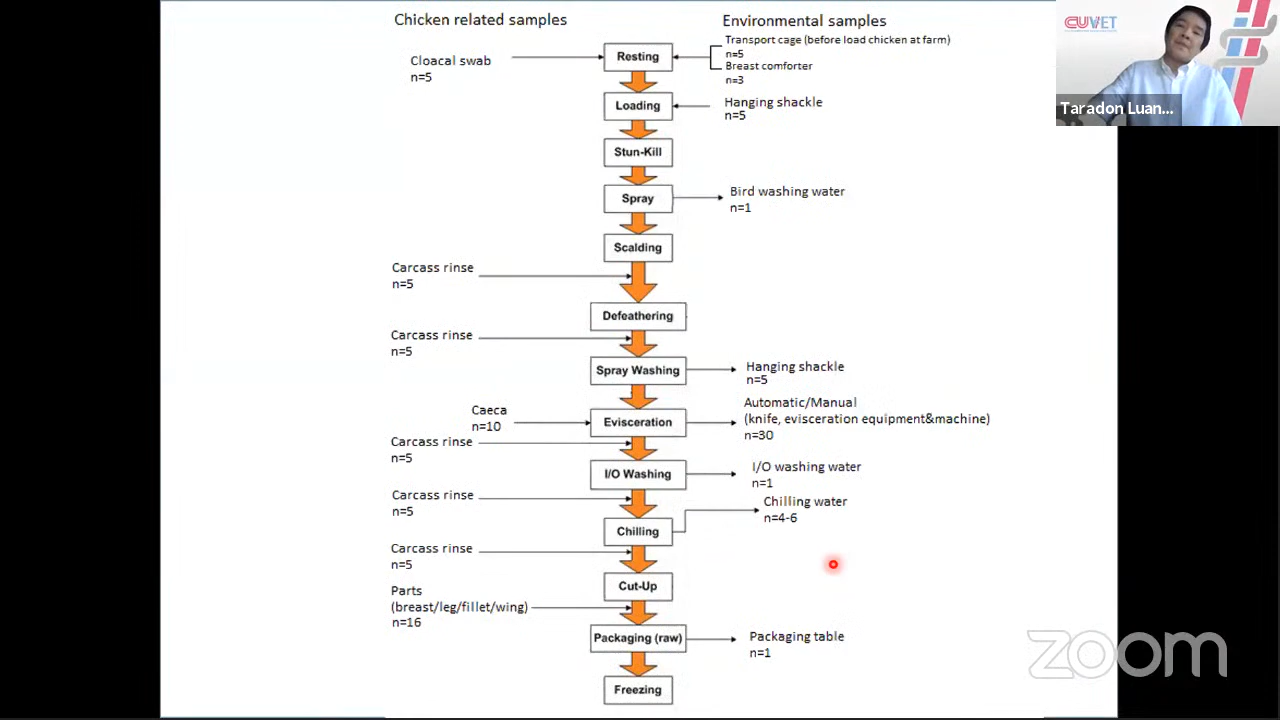 Chicken related samples
Environmental samples
Transport cage (before load chicken at farm)
n=5
Breast comforter
n=3
Cloacal swab
n=5
Resting
Loading
Hanging shackle
n=5
Stun-Kill
Spray
Bird washing water
n=1
Scalding
Carcass rinse
n=5
Defeathering
Carcass rinse
n=5
Spray Washing
Hanging shackle
n=5
Caeca
n=10
Evisceration
Automatic/Manual
(knife, evisceration equipment&machine)
n=30
Carcass rinse
n=5
I/O Washing
I/O washing water
n=1
Carcass rinse
n=5
Chilling
Chilling water
n=4-6
Carcass rinse
n=5
Cut-Up
Parts
(breast/leg/fillet/wing)
n=16
Packaging (raw)
Packaging table
n=1
Freezing
CUVET
Taradon Luan...
zoom